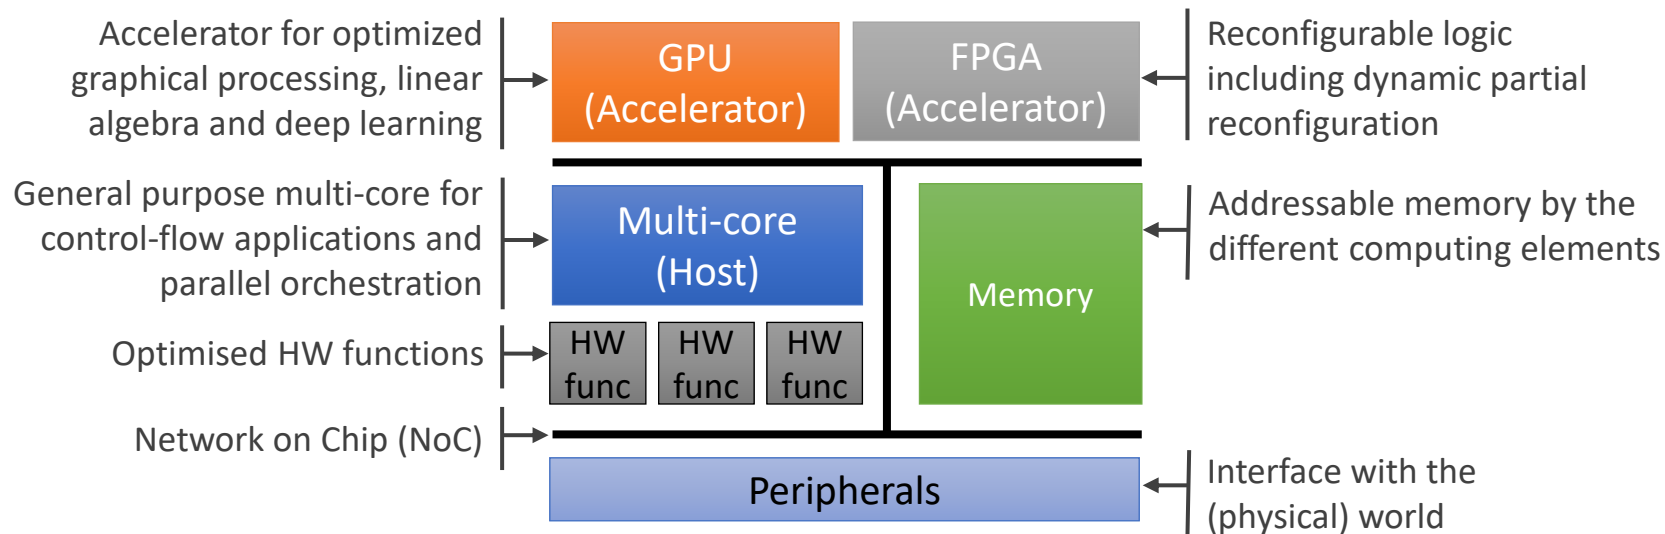 Accelerator for optimized
graphical processing, linear
algebra and deep learning
GPU
(Accelerator)
FPGA
(Accelerator)
Reconfigurable logic
including dynamic partial
reconfiguration
General purpose multi-core for
control-flow applications and
parallel orchestration
Multi-core
(Host)
Memory
Addressable memory by the
different computing elements
Optimised HW functions
HW
func
HW
func
HW
func
Network on Chip (NoC)
Peripherals
Interface with the
(physical) world